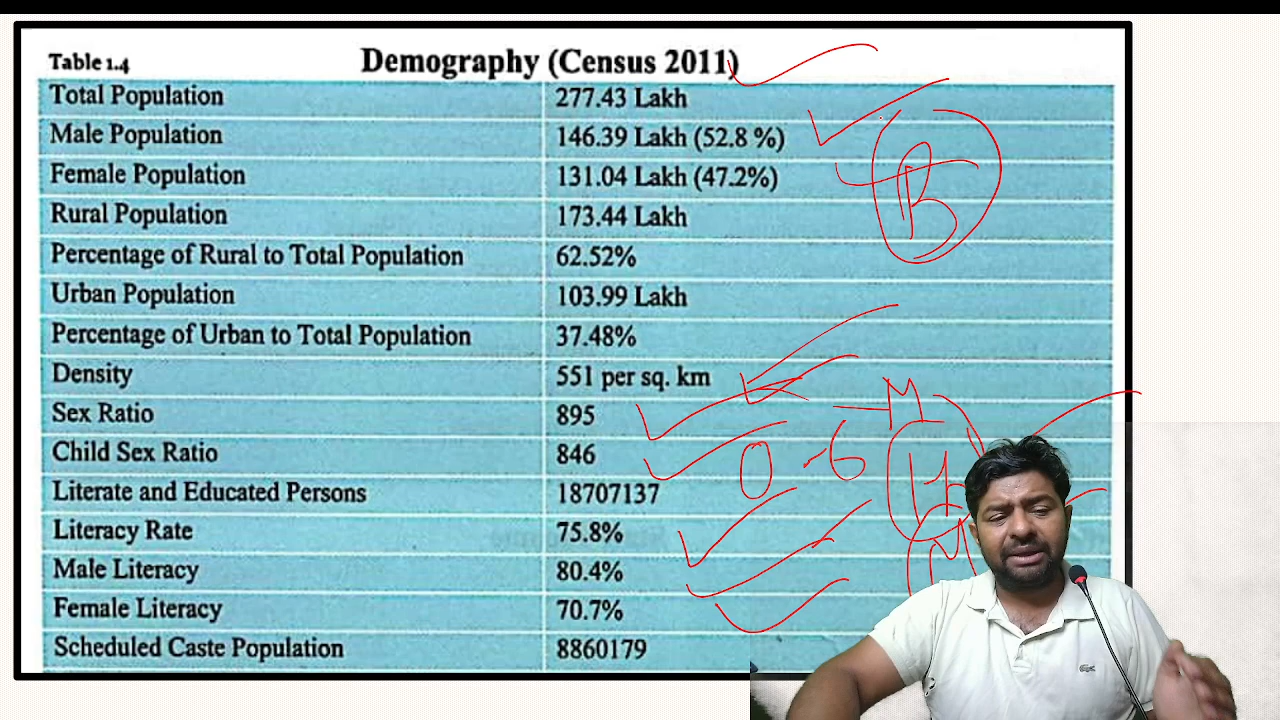 Table 1.4 Demography (Census 2011)
Total Population 277.43 Lakh
Male Population 146.39 Lakh (52.8 %)
Female Population 131.04 Lakh (47.2%)
B
Rural Population 173.44 Lakh
Percentage of Rural to Total Population 62.52%
Urban Population 103.99 Lakh
Percentage of Urban to Total Population 37.48%
Density 551 per sq. km
M
Sex Ratio 895
Child Sex Ratio 846
0-6
Literate and Educated Persons 18707137
Literacy Rate 75.8%
Male Literacy 80.4%
Female Literacy 70.7%
Scheduled Caste Population 8860179